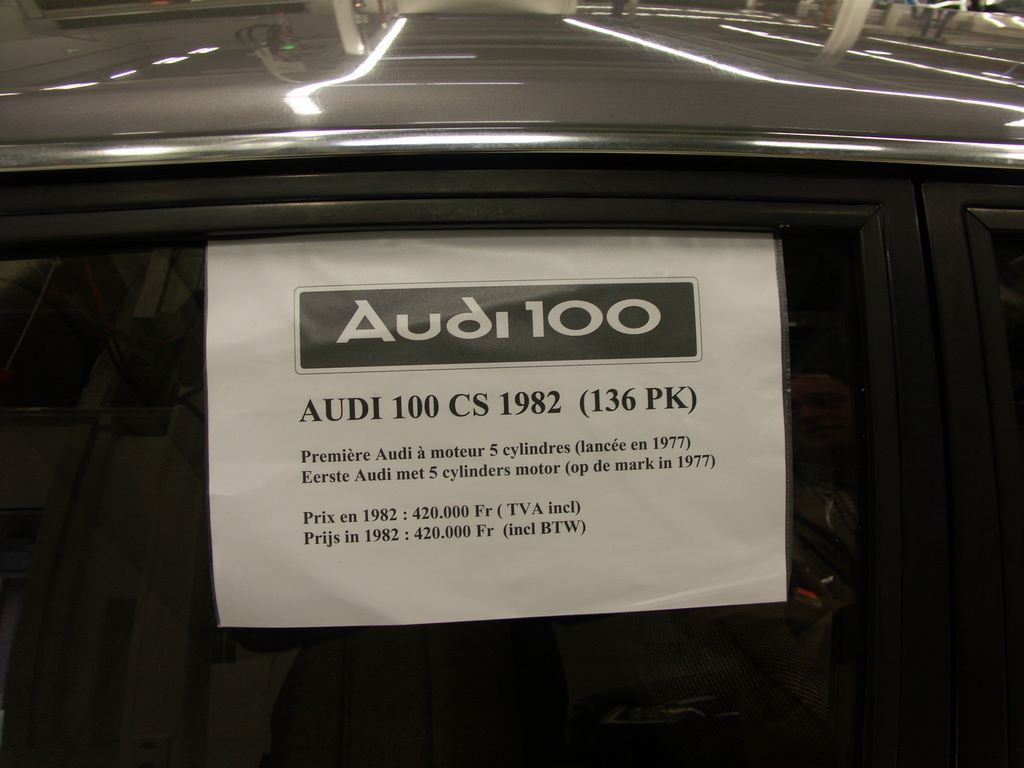 Audi 100
AUDI 100 CS 1982 (136 PK)
Première Audi à moteur 5 cylindres (lancée en 1977)
Eerste Audi met 5 cylinders motor (op de mark in 1977)
Prix en 1982 : 420.000 Fr ( TVA incl)
Prijs in 1982 : 420.000 Fr (incl BTW)